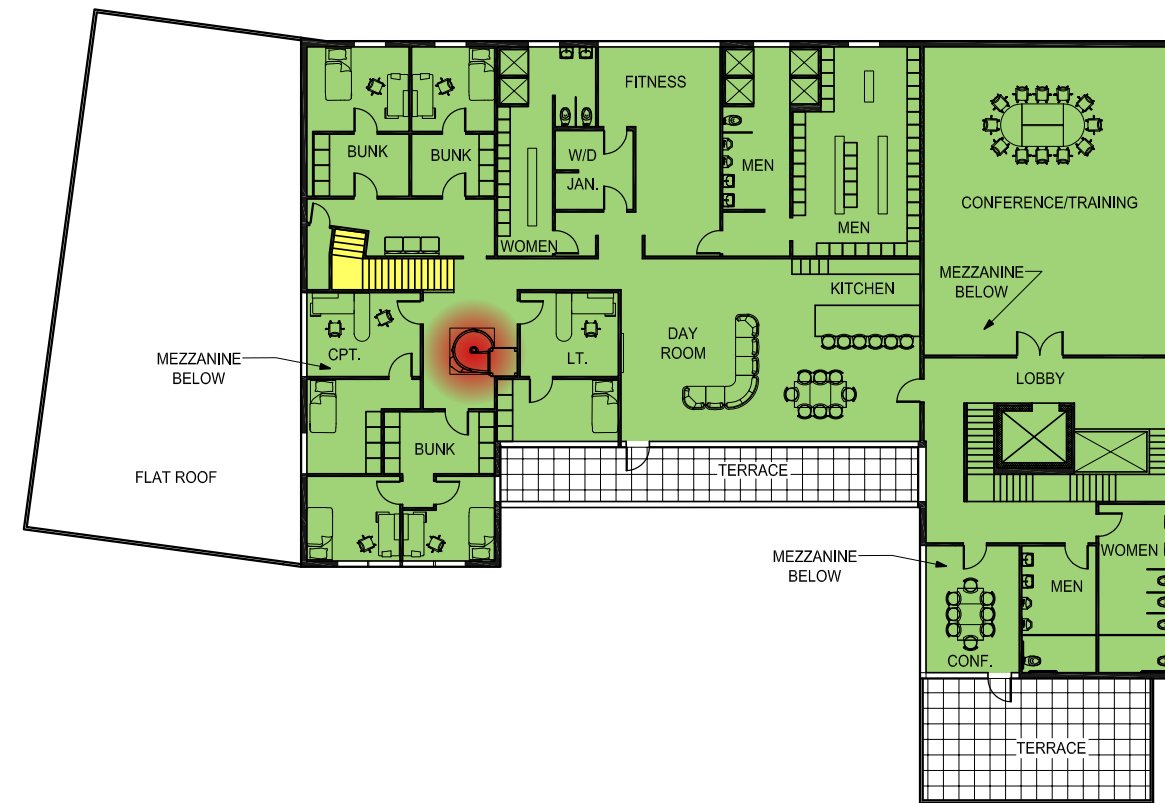 FITNESS
BUNK
BUNK
W/D
JAN.
MEN
CONFERENCE/TRAINING
WOMEN
MEN
MEZZANINE
BELOW
KITCHEN
CPT.
MEZZANINE
BELOW
LT.
DAY
ROOM
LOBBY
BUNK
FLAT ROOF
TERRACE
MEZZANINE
BELOW
WOMEN
MEN
CONF.
TERRACE